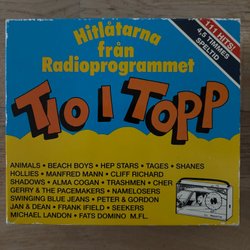 Hitlåtarna
från
Radioprogrammet
111 HITS!
4,5 TIMMES
SPELTID
TIO I TOPP
ANIMALS • BEACH BOYS • HEP STARS • TAGES • SHANES
HOLLIES • MANFRED MANN • CLIFF RICHARD
SHADOWS • ALMA COGAN • TRASHMEN • CHER
GERRY & THE PACEMAKERS • NAMELOSERS
SWINGING BLUE JEANS • PETER & GORDON
JAN & DEAN • FRANK IFIELD • SEEKERS
MICHAEL LANDON • FATS DOMINO M.FL.